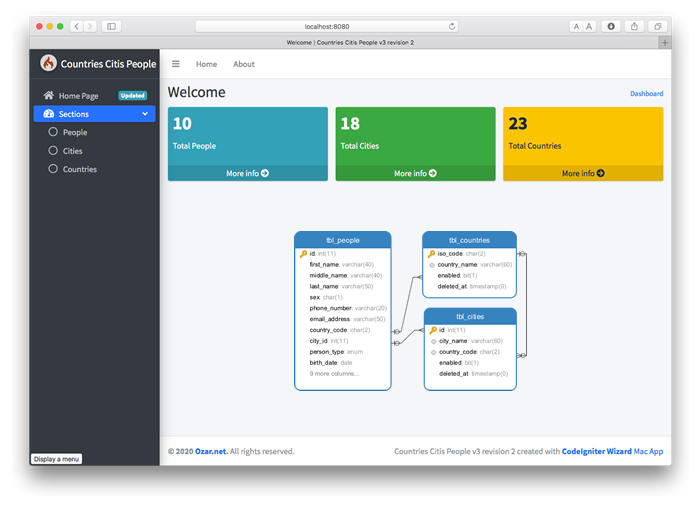 localhost:8080
A A
Welcome | Countries Citis People v3 revision 2
Countries Citis People
Home
About
Home Page
Updated
Sections
People
Cities
Countries
Welcome
Dashboard
10
Total People
More info
18
Total Cities
More info
23
Total Countries
More info
tbl_people
id: int(11)
first_name: varchar(40)
middle_name: varchar(40)
last_name: varchar(50)
sex: char(1)
phone_number: varchar(20)
email_address: varchar(50)
country_code: char(2)
city_id: int(11)
person_type: enum
birth_date: date
9 more columns...
tbl_countries
iso_code: char(2)
country_name: varchar(60)
enabled: bit(1)
deleted_at: timestamp(0)
tbl_cities
id: int(11)
city_name: varchar(60)
country_code: char(2)
enabled: bit(1)
deleted_at: timestamp(0)
© 2020 Ozar.net. All rights reserved.
Countries Citis People v3 revision 2 created with CodeIgniter Wizard Mac App
Display a menu